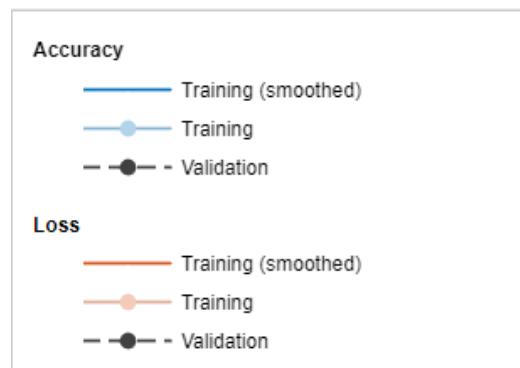 Accuracy
Training (smoothed)
Training
Validation
Loss
Training (smoothed)
Training
Validation